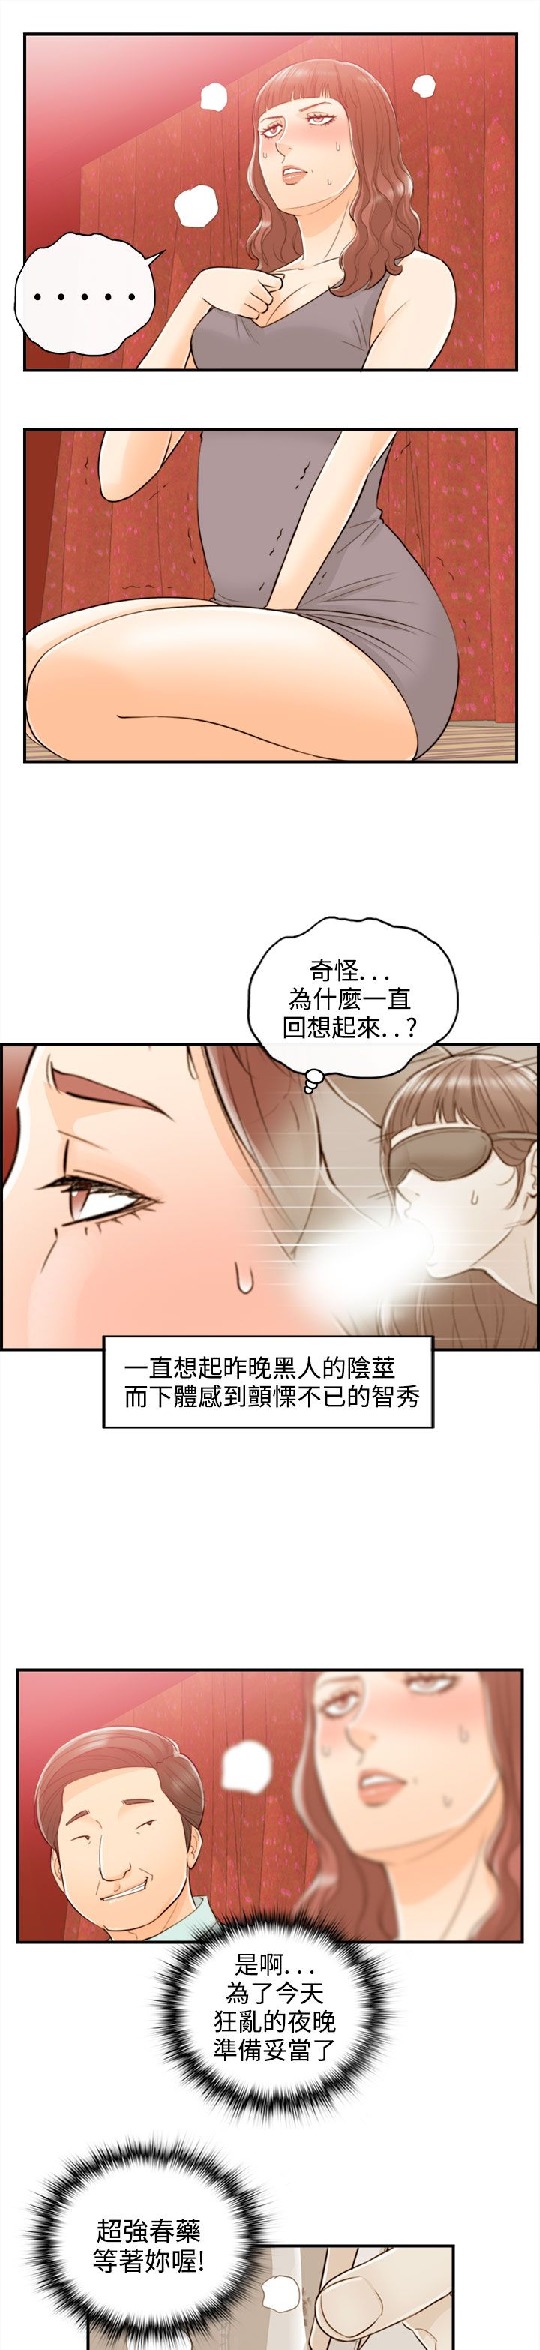 .....
奇怪...
為什麼一直
回想起來..?
一直想起昨晚黑人的陰莖
而下體感到顫慄不已的智秀
是啊...
為了今天
狂亂的夜晚
準備妥當了
超強春藥
等著妳喔!